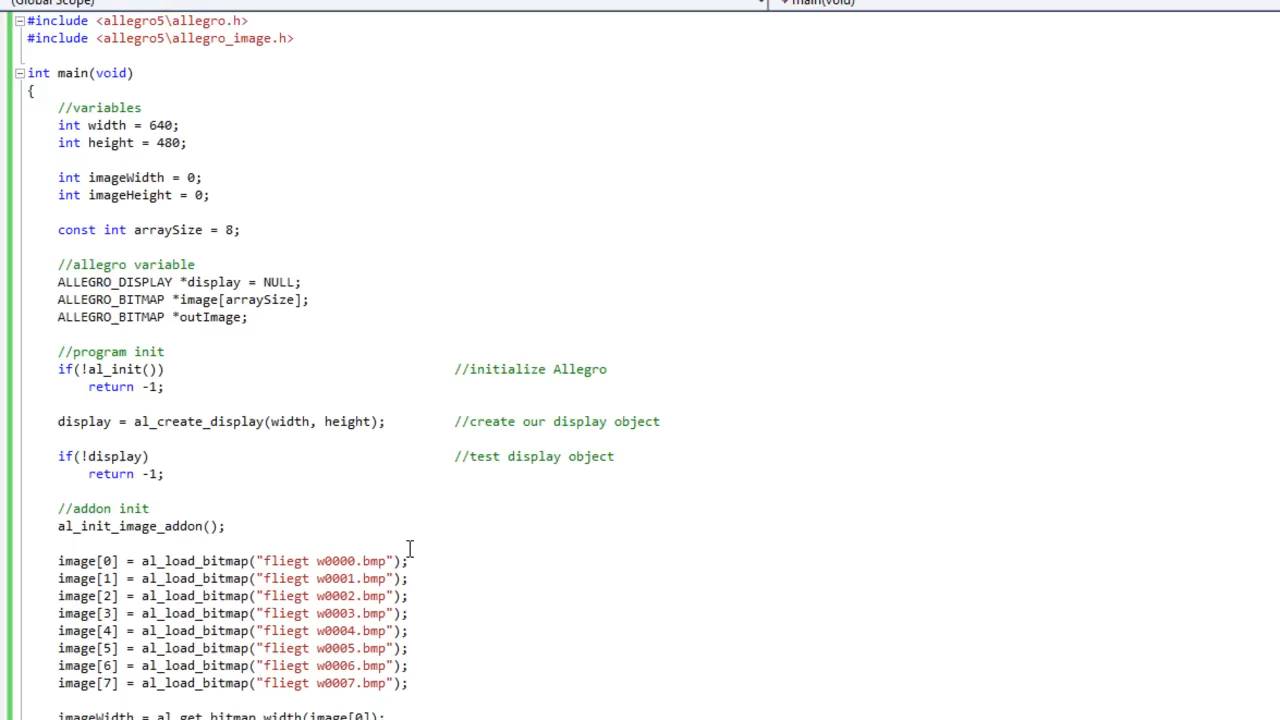 (Global Scope) main(void)
#include <allegro5\allegro.h>
#include <allegro5\allegro_image.h>
int main(void)
{
//variables
int width = 640;
int height = 480;
int imageWidth = 0;
int imageHeight = 0;
const int arraySize = 8;
//allegro variable
ALLEGRO_DISPLAY *display = NULL;
ALLEGRO_BITMAP *image[arraySize];
ALLEGRO_BITMAP *outImage;
//program init
if(!al_init()) //initialize Allegro
return -1;
display = al_create_display(width, height); //create our display object
if(!display) //test display object
return -1;
//addon init
al_init_image_addon();
image[0] = al_load_bitmap("fliegt w0000.bmp");
image[1] = al_load_bitmap("fliegt w0001.bmp");
image[2] = al_load_bitmap("fliegt w0002.bmp");
image[3] = al_load_bitmap("fliegt w0003.bmp");
image[4] = al_load_bitmap("fliegt w0004.bmp");
image[5] = al_load_bitmap("fliegt w0005.bmp");
image[6] = al_load_bitmap("fliegt w0006.bmp");
image[7] = al_load_bitmap("fliegt w0007.bmp");
imageWidth = al_get_bitmap_width(image[0]);